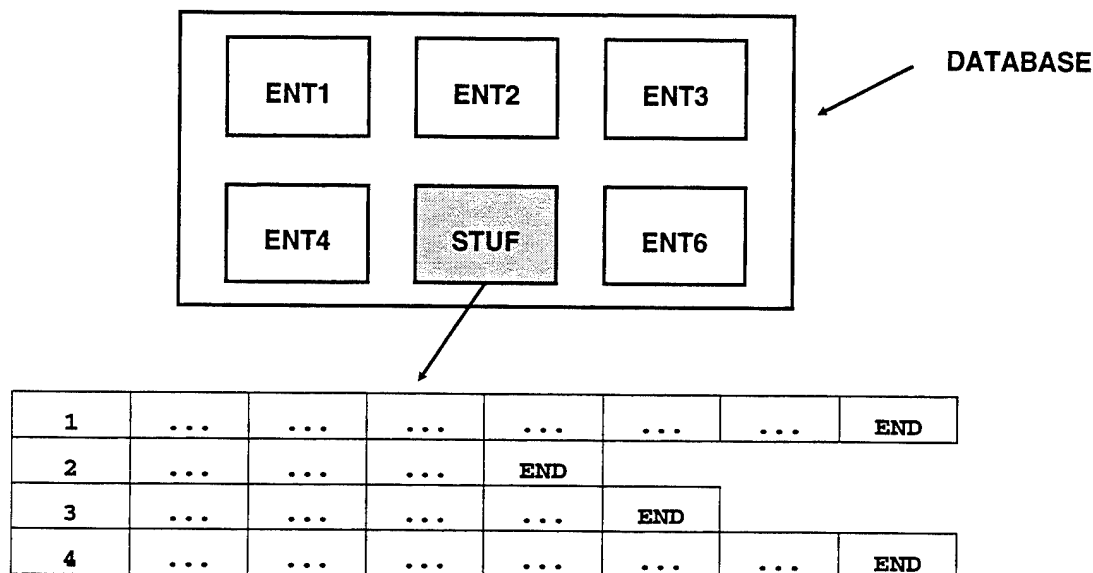 DATABASE
ENT1 ENT2 ENT3
ENT4 STUF ENT6
1 ... ... ... ... ... ... END
2 ... ... ... END
3 ... ... ... ... END
4 ... ... ... ... ... ... END